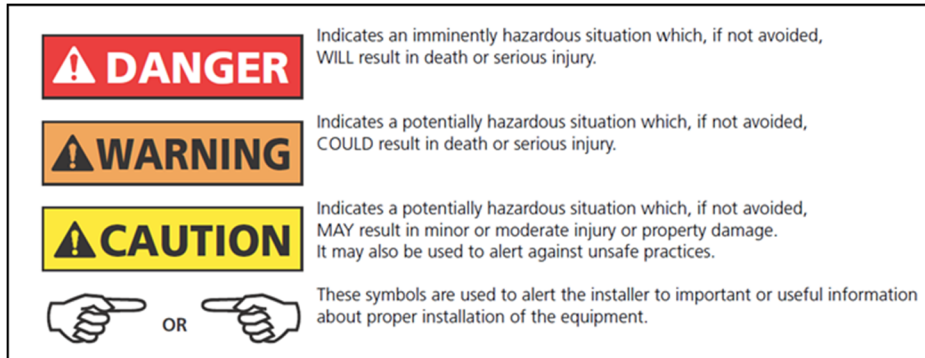 DANGER
Indicates an imminently hazardous situation which, if not avoided,
WILL result in death or serious injury.
WARNING
Indicates a potentially hazardous situation which, if not avoided,
COULD result in death or serious injury.
CAUTION
Indicates a potentially hazardous situation which, if not avoided,
MAY result in minor or moderate injury or property damage.
It may also be used to alert against unsafe practices.
OR
These symbols are used to alert the installer to important or useful information
about proper installation of the equipment.